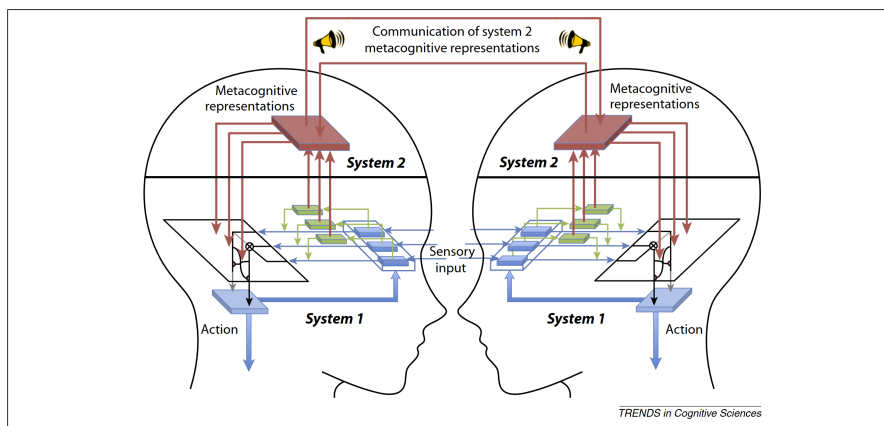 Communication of system 2
metacognitive representations
Metacognitive
representations
Metacognitive
representations
System 2
System 2
Sensory
input
System 1
System 1
Action
Action
TRENDS in Cognitive Sciences